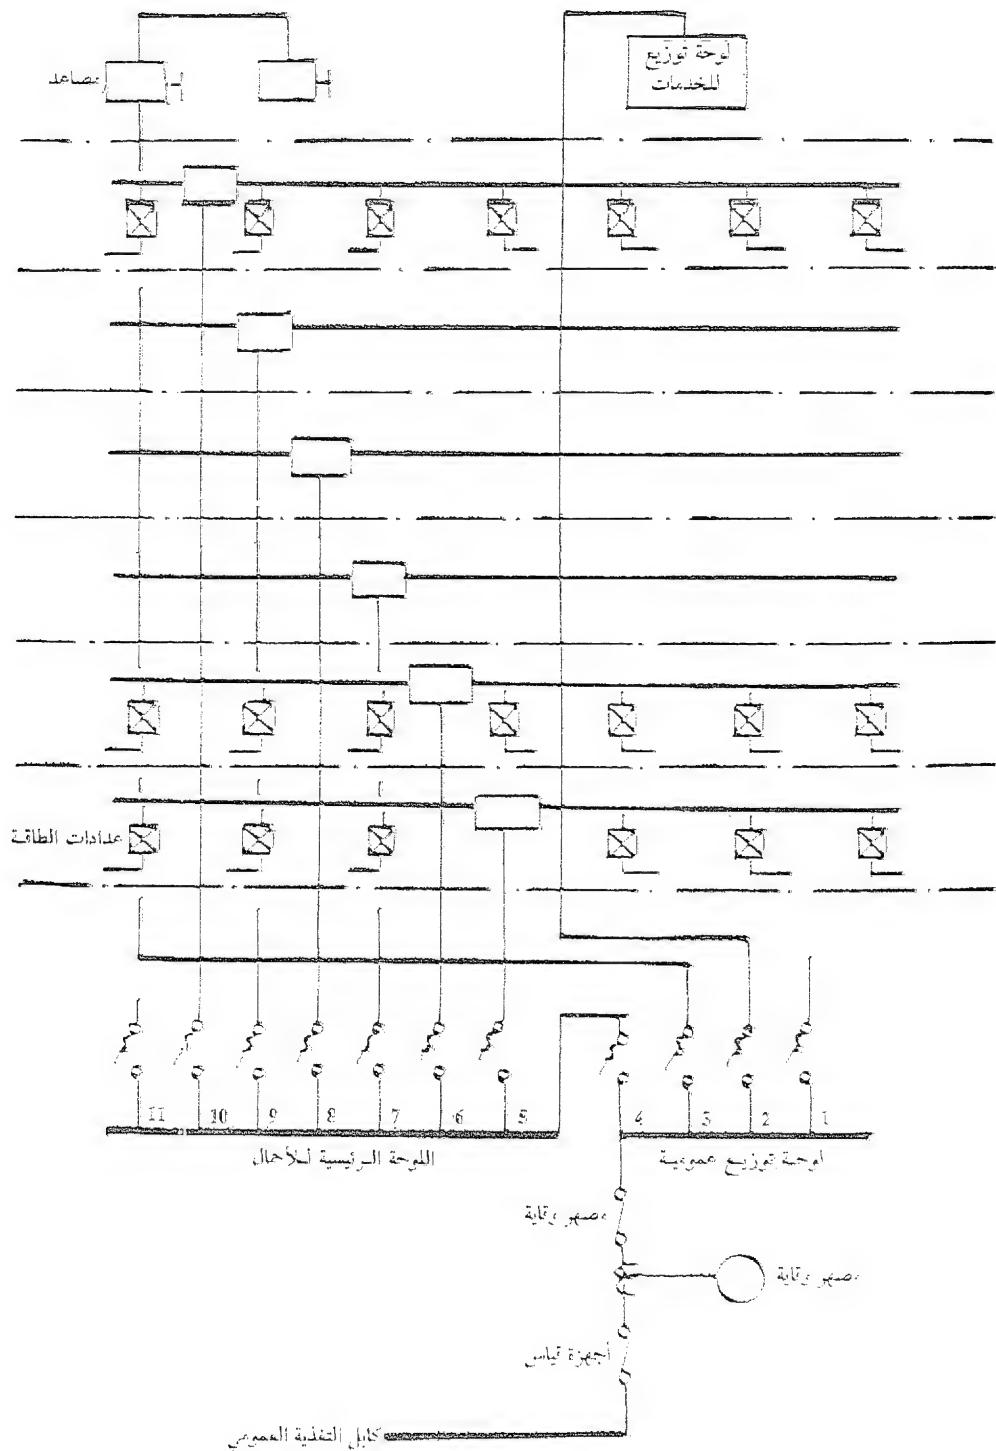 لوحة توزيع
للخدمات
مصاعد
عدادات الطاقة
11 10 9 8 7 6 5 4 3 2 1
اللوحة الرئيسية للأحمال
لوحة توزيع عمومية
مصهر وقاية
مصهر وقاية
أجهزة قياس
كابل التغذية العمومي